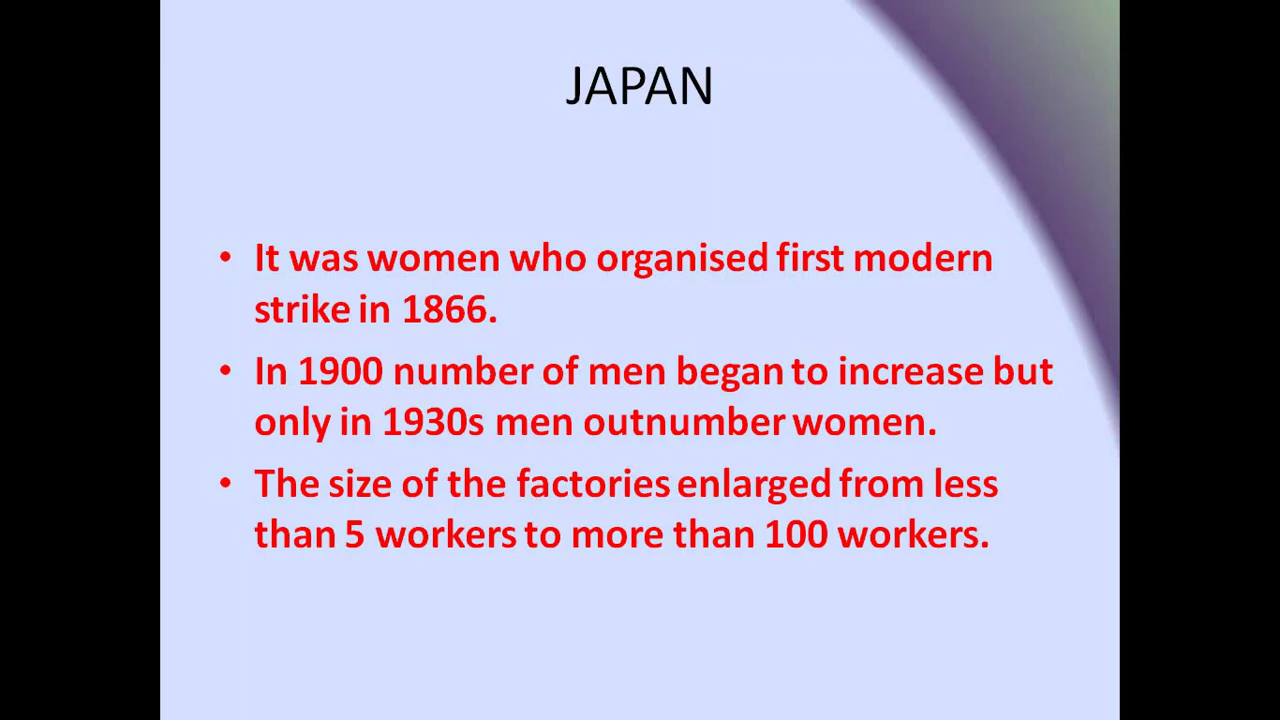 JAPAN
• It was women who organised first modern
strike in 1866.
• In 1900 number of men began to increase but
only in 1930s men outnumber women.
• The size of the factories enlarged from less
than 5 workers to more than 100 workers.